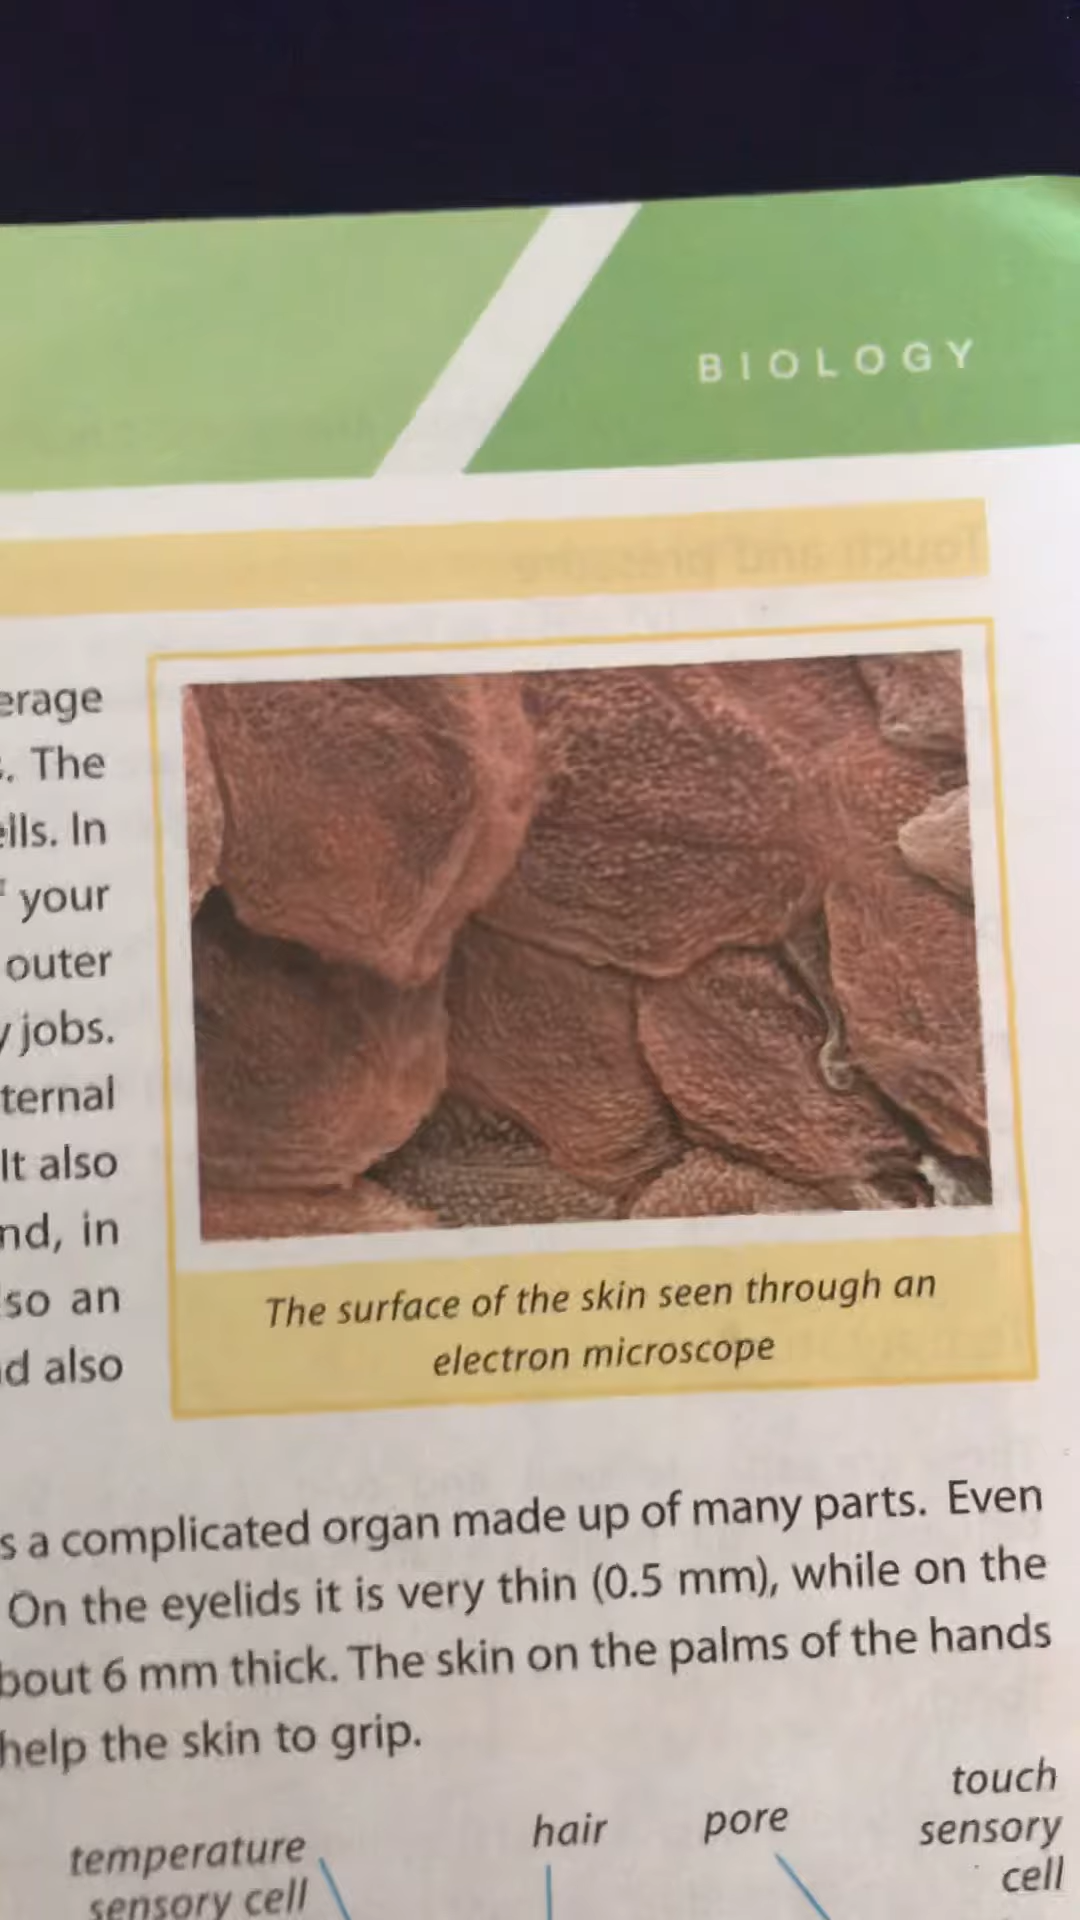 BIOLOGY
erage
. The
ells. In
your
outer
y jobs.
ternal
It also
nd, in
so an
d also
The surface of the skin seen through an
electron microscope
s a complicated organ made up of many parts. Even
On the eyelids it is very thin (0.5 mm), while on the
bout 6 mm thick. The skin on the palms of the hands
help the skin to grip.
temperature
sensory cell
hair
pore
touch
sensory
cell